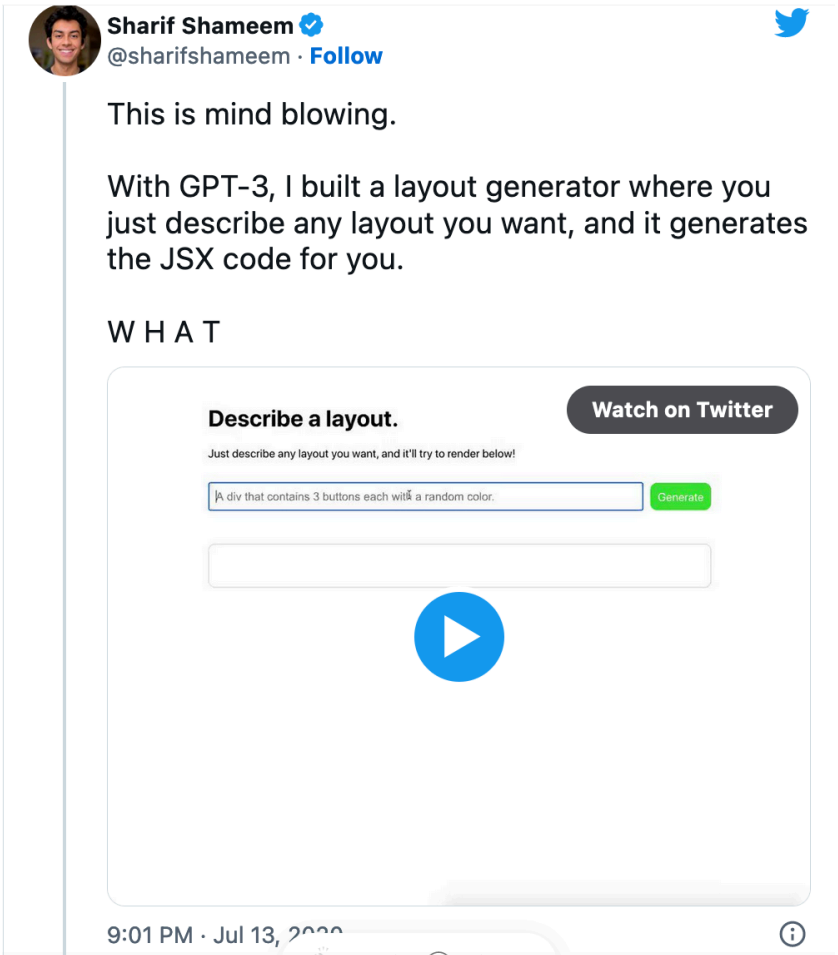 Sharif Shameem
@sharifshameem · Follow
This is mind blowing.
With GPT-3, I built a layout generator where you
just describe any layout you want, and it generates
the JSX code for you.
W H A T
Watch on Twitter
Describe a layout.
Just describe any layout you want, and it'll try to render below!
A div that contains 3 buttons each with a random color.
Generate
9:01 PM · Jul 13, 2020